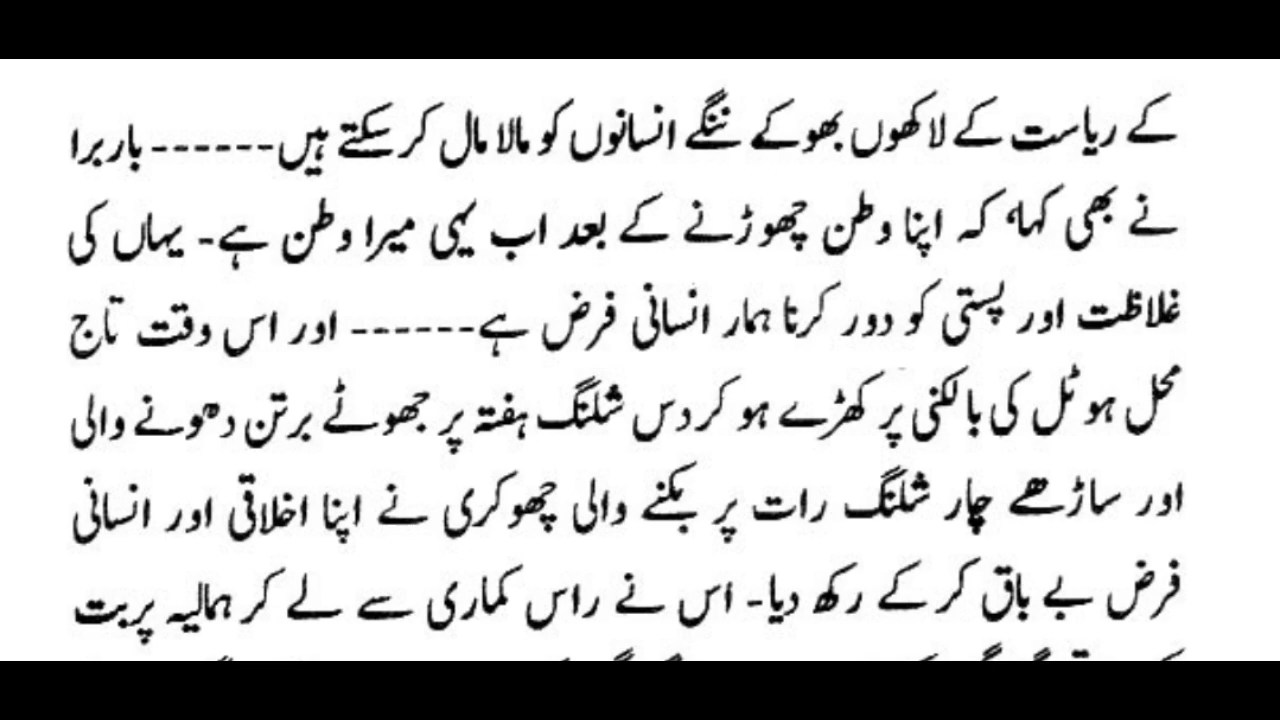 کے ریاست کے لاکھوں بھوکے ننگے انسانوں کو مالا مال کر سکتے ہیں------ باربرا
نے بھی کہا، کہ اپنا وطن چھوڑنے کے بعد اب یہی میرا وطن ہے۔ یہاں کی
غلاظت اور پستی کو دور کرنا ہمار انسانی فرض ہے------ اور اس وقت تاج
محل ہوٹل کی بالکنی پر کھڑے ہو کر دس شلنگ ہفتہ پر جھوٹے برتن دھونے والی
اور ساڑھے چار شلنگ رات پر بکنے والی چھوکری نے اپنا اخلاقی اور انسانی
فرض بے باق کر کے رکھ دیا۔ اس نے راس کماری سے لے کر ہمالیہ پربت